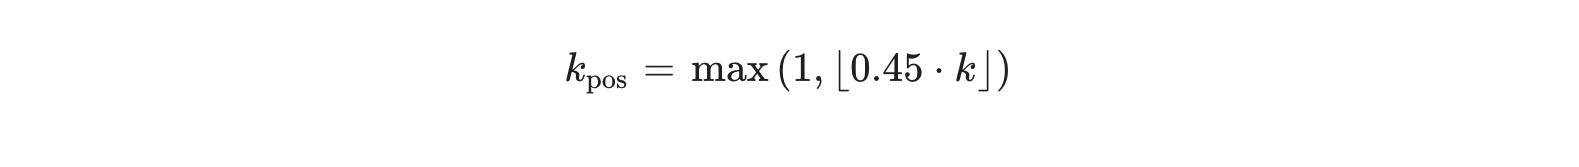 k_pos = max (1, ⌊0.45 · k⌋)